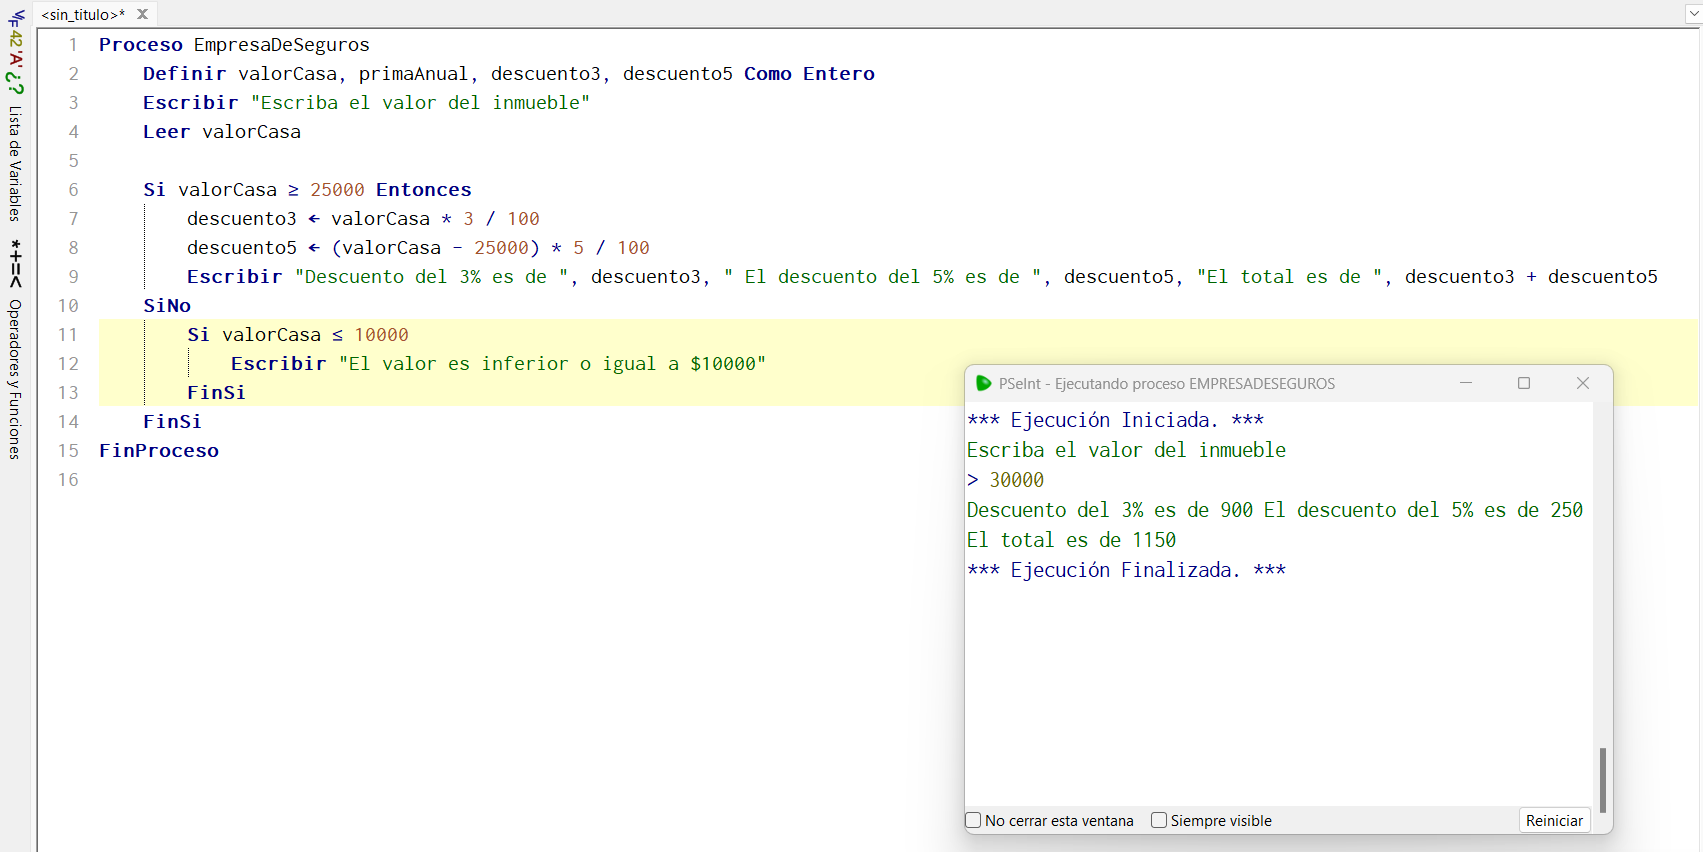 <sin_titulo>*
V/F
42
'A'
¿?
Lista de Variables
*+=<
Operadores y Funciones
1 Proceso EmpresaDeSeguros
2 Definir valorCasa, primaAnual, descuento3, descuento5 Como Entero
3 Escribir "Escriba el valor del inmueble"
4 Leer valorCasa
5
6 Si valorCasa ≥ 25000 Entonces
7 descuento3 ← valorCasa * 3 / 100
8 descuento5 ← (valorCasa - 25000) * 5 / 100
9 Escribir "Descuento del 3% es de ", descuento3, " El descuento del 5% es de ", descuento5, "El total es de ", descuento3 + descuento5
10 SiNo
11 Si valorCasa ≤ 10000
12 Escribir "El valor es inferior o igual a $10000"
13 FinSi
14 FinSi
15 FinProceso
16
PSeInt - Ejecutando proceso EMPRESADESEGUROS
*** Ejecución Iniciada. ***
Escriba el valor del inmueble
> 30000
Descuento del 3% es de 900 El descuento del 5% es de 250
El total es de 1150
*** Ejecución Finalizada. ***
No cerrar esta ventana
Siempre visible
Reiniciar